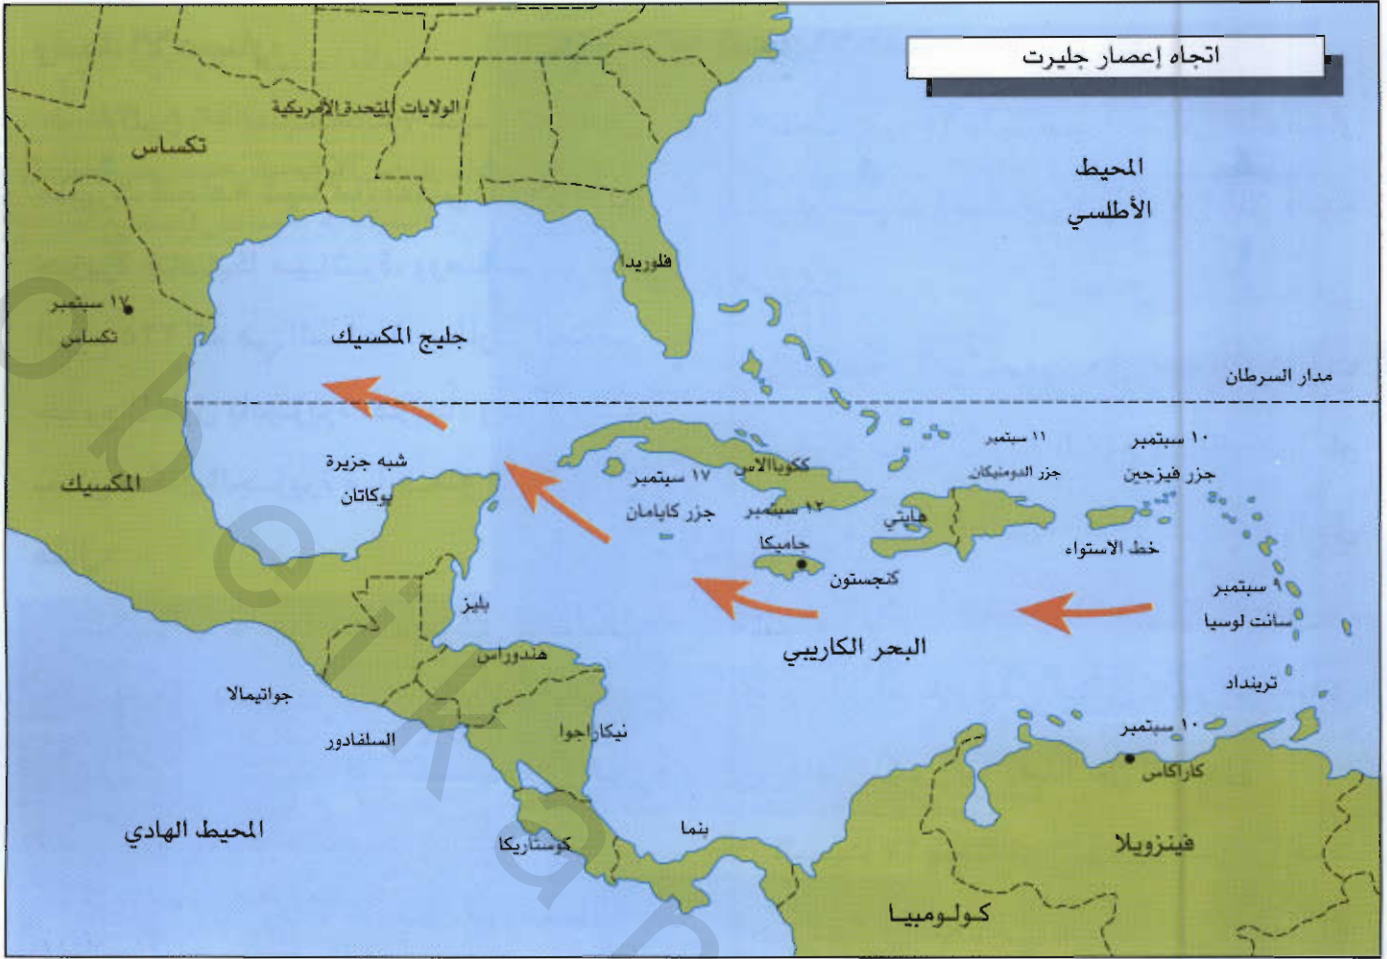 اتجاه إعصار جليرت
الولايات المتحدة الأمريكية
تكساس
المحيط
الأطلسي
فلوريدا
١٧ سبتمبر
تكساس
جليج المكسيك
مدار السرطان
١١ سبتمبر
جزر الدومنيكان
١٠ سبتمبر
جزر فيزجين
شبه جزيرة
يوكاتان
المكسيك
١٧ سبتمبر
جزر كايامان
١٢ سبتمبر
جاميكا
كنجستون
هايتي
خط الاستواء
٩ سبتمبر
سانت لوسيا
بليز
البحر الكاريبي
هندوراس
ترينداد
جواتيمالا
السلفادور
نيكاراجوا
١٠ سبتمبر
كاراكاس
المحيط الهادي
كوستاريكا
بنما
فينزويلا
كولومبيا
obeikan